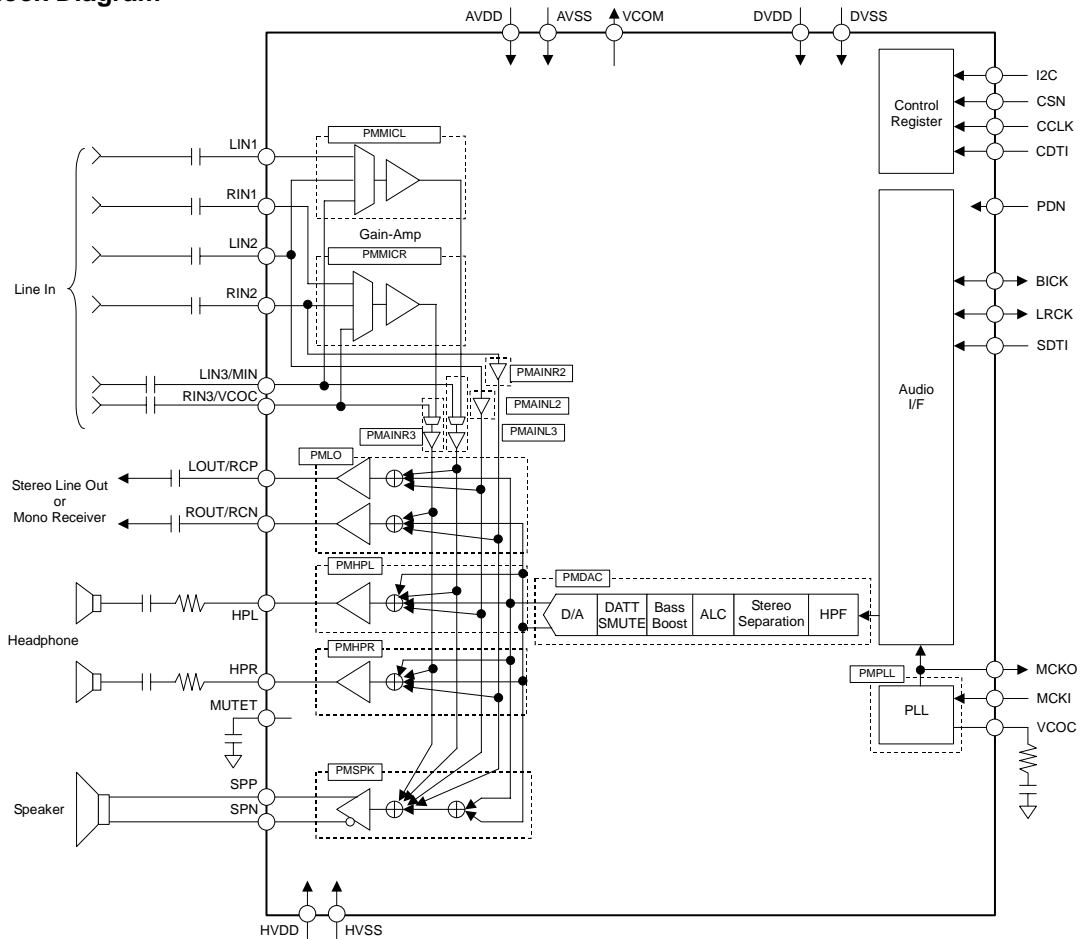 AVDD
AVSS
VCOM
DVDD
DVSS
I2C
CSN
CCLK
CDTI
Control
Register
PMMICL
LIN1
RIN1
PDN
LIN2
Gain-Amp
PMMICR
Line In
RIN2
BICK
LRCK
SDTI
LIN3/MIN
RIN3/VCOC
PMAINR2
PMAINL2
PMAINR3
PMAINL3
Audio
I/F
PMLO
LOUT/RCP
Stereo Line Out
or
Mono Receiver
ROUT/RCN
PMHPL
HPL
PMDAC
D/A
DATT
SMUTE
Bass
Boost
ALC
Stereo
Separation
HPF
Headphone
PMHPR
HPR
MUTET
PMPLL
PLL
MCKO
MCKI
VCOC
PMSPK
SPP
Speaker
SPN
HVDD
HVSS